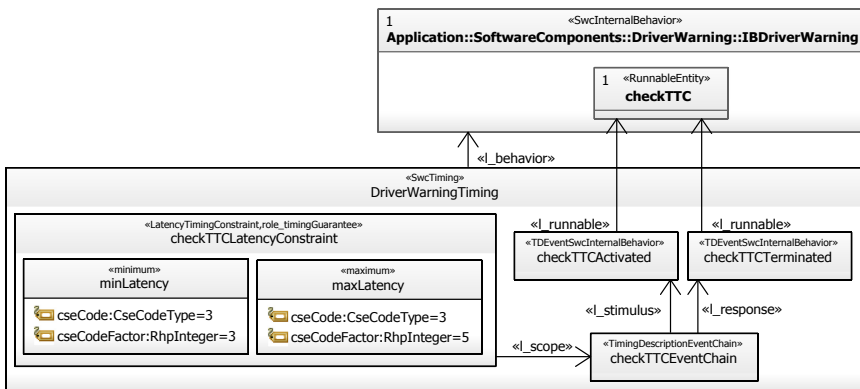 1
«SwcInternalBehavior»
Application::SoftwareComponents::DriverWarning::IBDriverWarning
1 «RunnableEntity»
checkTTC
«l_behavior»
«SwcTiming»
DriverWarningTiming
«LatencyTimingConstraint,role_timingGuarantee»
checkTTCLatencyConstraint
«minimum»
minLatency
cseCode:CseCodeType=3
cseCodeFactor:RhpInteger=3
«maximum»
maxLatency
cseCode:CseCodeType=3
cseCodeFactor:RhpInteger=5
«l_runnable»
«l_runnable»
«TDEventSwcInternalBehavior»
checkTTCActivated
«TDEventSwcInternalBehavior»
checkTTCTerminated
«l_stimulus»
«l_response»
«l_scope»
«TimingDescriptionEventChain»
checkTTCEventChain